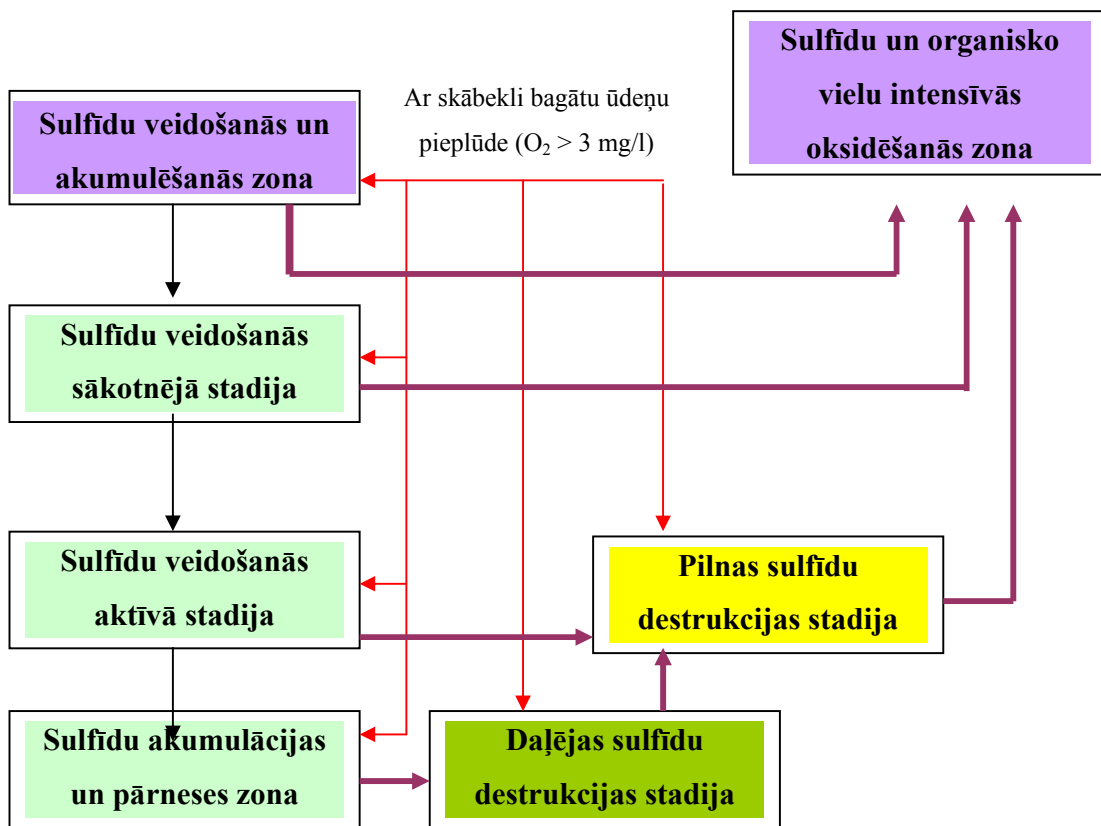 Sulfīdu un organisko
vielu intensīvās
oksidēšanās zona
Ar skābekli bagātu ūdeņu
pieplūde (O₂ > 3 mg/l)
Sulfīdu veidošanās un
akumulēšanās zona
Sulfīdu veidošanās
sākotnējā stadija
Sulfīdu veidošanās
aktīvā stadija
Pilnas sulfīdu
destrukcijas stadija
Sulfīdu akumulācijas
un pārneses zona
Daļējas sulfīdu
destrukcijas stadija